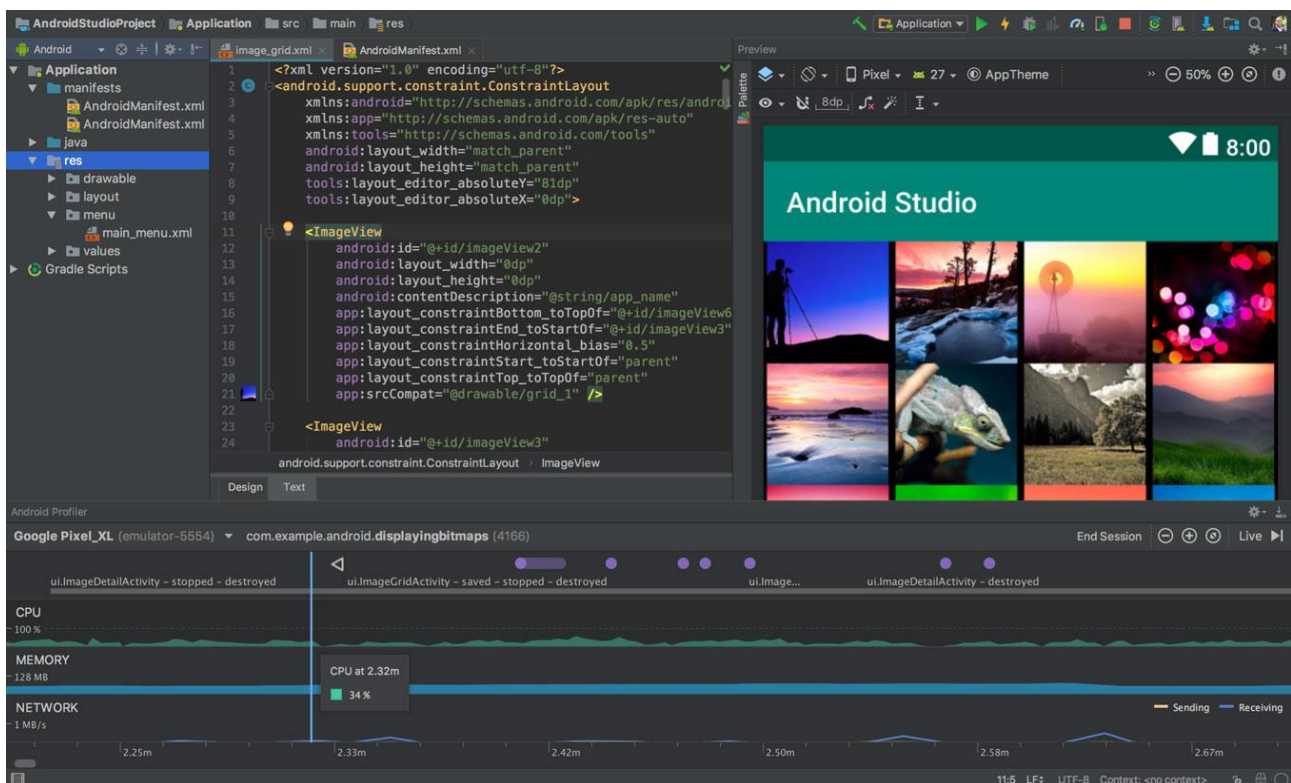 AndroidStudioProject Application src main res
Application
Android
image_grid.xml AndroidManifest.xml
Application
manifests
AndroidManifest.xml
AndroidManifest.xml
java
res
drawable
layout
menu
main_menu.xml
values
Gradle Scripts
1 <?xml version="1.0" encoding="utf-8"?>
2 <android.support.constraint.ConstraintLayout
3 xmlns:android="http://schemas.android.com/apk/res/andro
4 xmlns:app="http://schemas.android.com/apk/res-auto"
5 xmlns:tools="http://schemas.android.com/tools"
6 android:layout_width="match_parent"
7 android:layout_height="match_parent"
8 tools:layout_editor_absoluteY="81dp"
9 tools:layout_editor_absoluteX="0dp">
10
11 <ImageView
12 android:id="@+id/imageView2"
13 android:layout_width="0dp"
14 android:layout_height="0dp"
15 android:contentDescription="@string/app_name"
16 app:layout_constraintBottom_toTopOf="@+id/imageView6
17 app:layout_constraintEnd_toStartOf="@+id/imageView3"
18 app:layout_constraintHorizontal_bias="0.5"
19 app:layout_constraintStart_toStartOf="parent"
20 app:layout_constraintTop_toTopOf="parent"
21 app:srcCompat="@drawable/grid_1" />
22
23 <ImageView
24 android:id="@+id/imageView3"
android.support.constraint.ConstraintLayout ImageView
Design Text
Preview
Palette
Pixel 27 AppTheme 50%
8dp
8:00
Android Studio
Android Profiler
Google Pixel_XL (emulator-5554) com.example.android.displayingbitmaps (4166) End Session Live
ui.ImageDetailActivity – stopped – destroyed ui.ImageGridActivity – saved – stopped – destroyed ui.Image... ui.ImageDetailActivity – destroyed
CPU
100 %
MEMORY
128 MB
CPU at 2.32m
34 %
NETWORK
Sending Receiving
1 MB/s
2.25m 2.33m 2.42m 2.50m 2.58m 2.67m
11:5 LF UTF-8 Context: <no context>